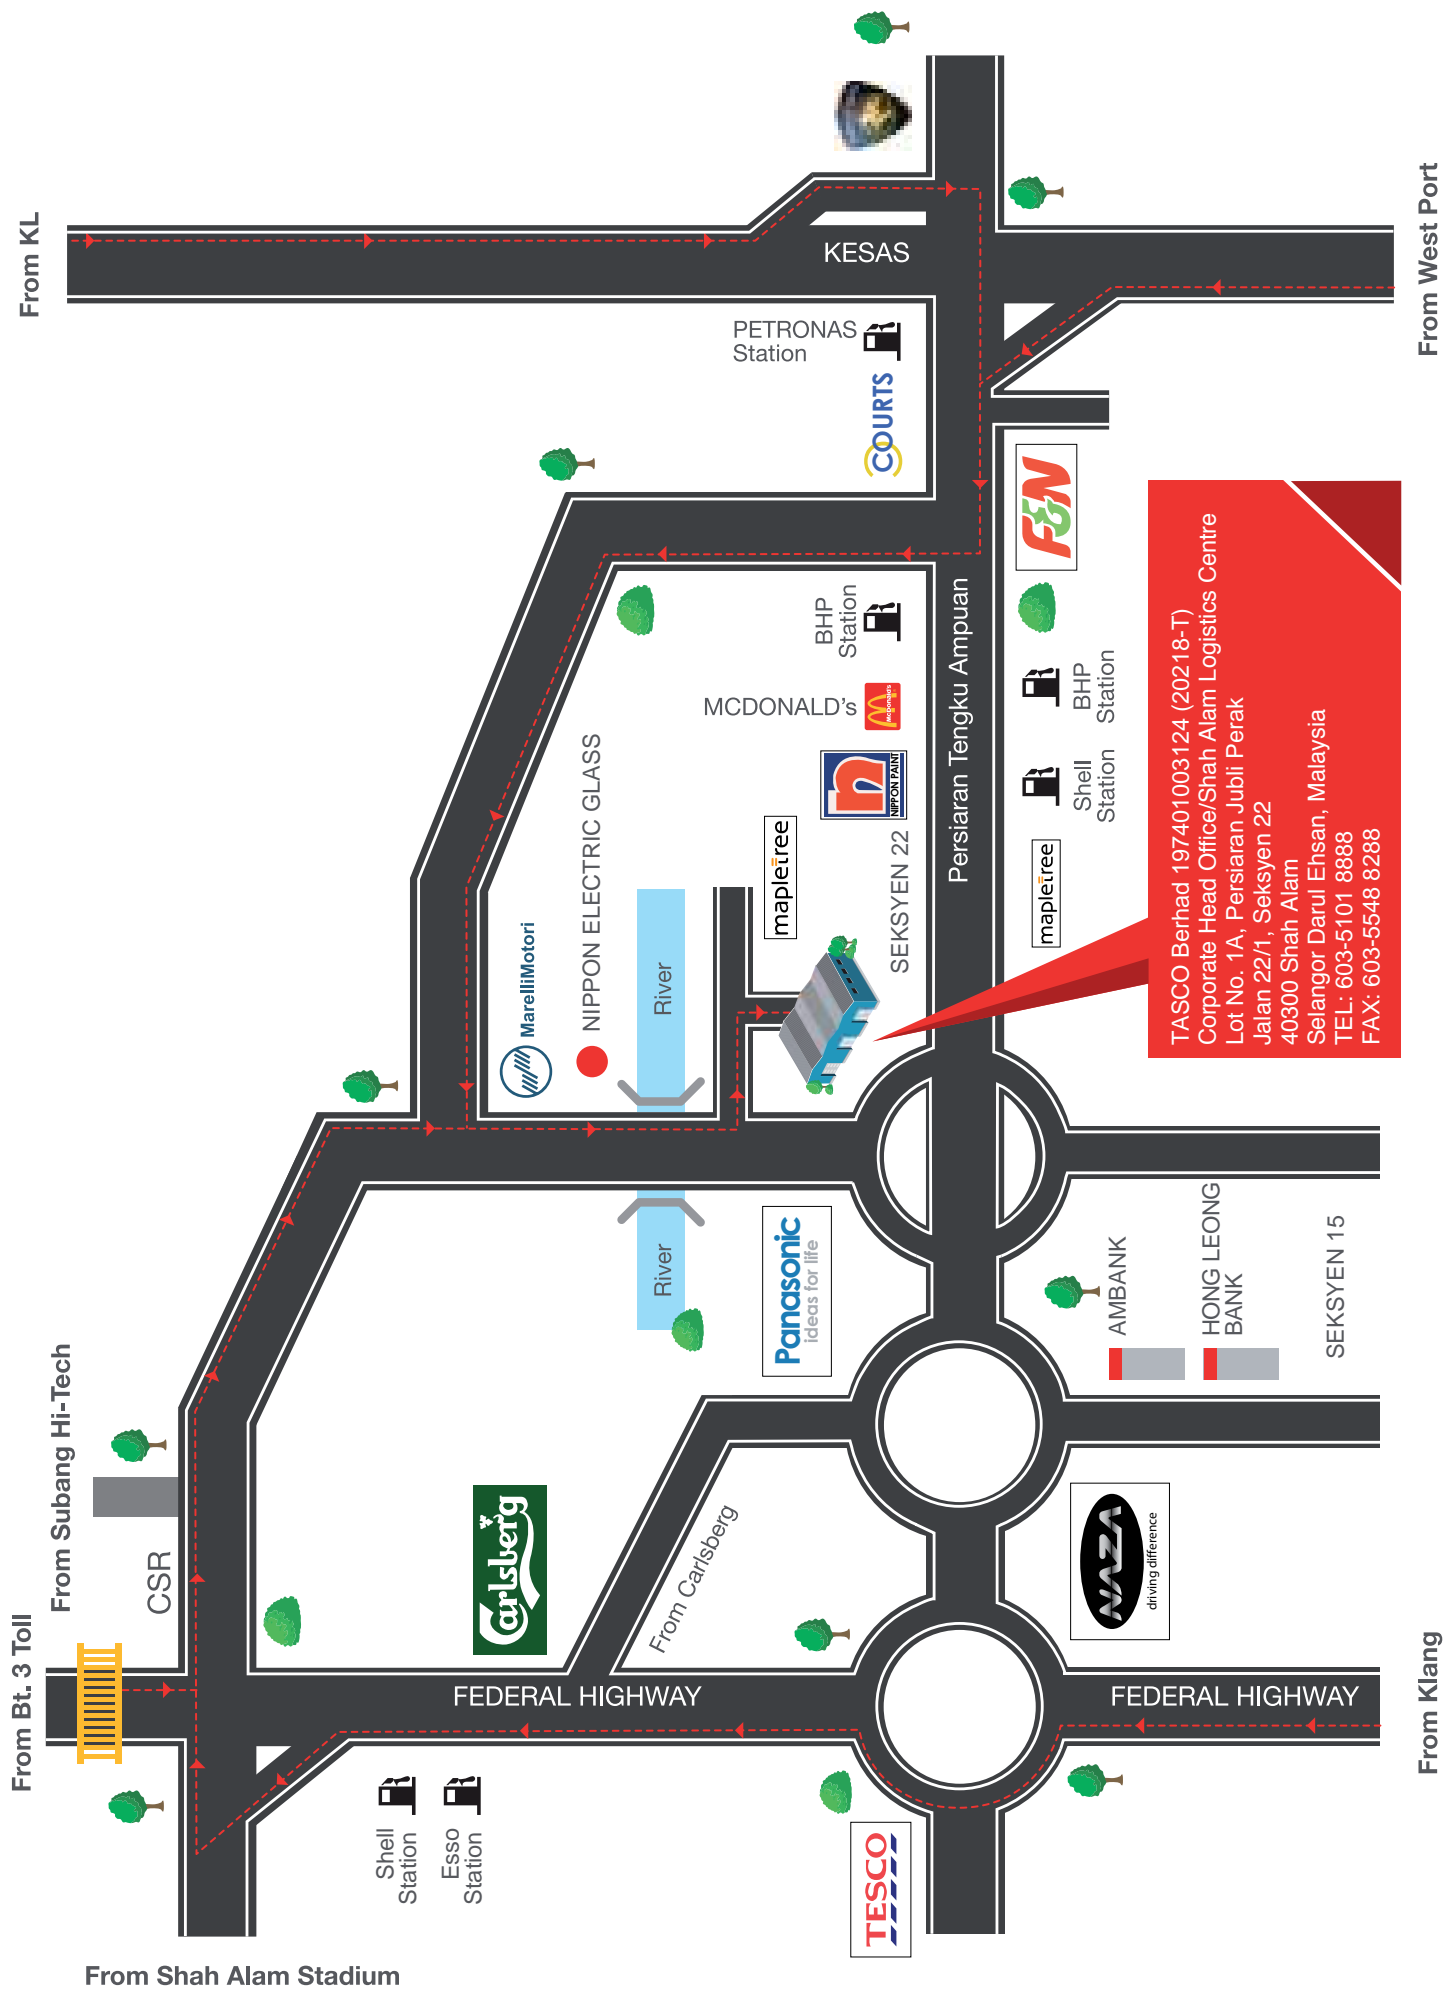 From KL
From West Port
KESAS
PETRONAS
Station
COURTS
F&N
BHP
Station
MCDONALD's
McDonald's
n
NIPPON PAINT
mapletree
SEKSYEN 22
Persiaran Tengku Ampuan
BHP
Station
Shell
Station
mapletree
NIPPON ELECTRIC GLASS
MarelliMotori
River
River
TASCO Berhad 197401003124 (20218-T)
Corporate Head Office/Shah Alam Logistics Centre
Lot No. 1A, Persiaran Jubli Perak
Jalan 22/1, Seksyen 22
40300 Shah Alam
Selangor Darul Ehsan, Malaysia
TEL: 603-5101 8888
FAX: 603-5548 8288
Panasonic
ideas for life
AMBANK
HONG LEONG
BANK
SEKSYEN 15
From Subang Hi-Tech
CSR
From Bt. 3 Toll
Carlsberg
From Carlsberg
NAZA
driving difference
FEDERAL HIGHWAY
FEDERAL HIGHWAY
From Klang
Shell
Station
Esso
Station
TESCO
From Shah Alam Stadium